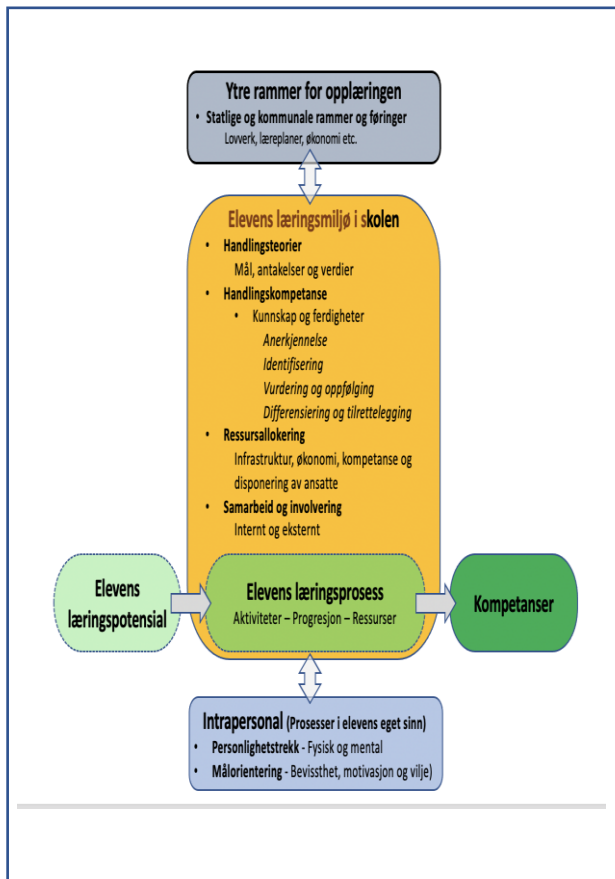 Ytre rammer for opplæringen
• Statlige og kommunale rammer og føringer
Lovverk, læreplaner, økonomi etc.
Elevens læringsmiljø i skolen
• Handlingsteorier
Mål, antakelser og verdier
• Handlingskompetanse
• Kunnskap og ferdigheter
Anerkjennelse
Identifisering
Vurdering og oppfølging
Differensiering og tilrettelegging
• Ressursallokering
Infrastruktur, økonomi, kompetanse og
disponering av ansatte
• Samarbeid og involvering
Internt og eksternt
Elevens
læringspotensial
Elevens læringsprosess
Aktiviteter – Progresjon – Ressurser
Kompetanser
Intrapersonal (Prosesser i elevens eget sinn)
• Personlighetstrekk - Fysisk og mental
• Målorientering - Bevissthet, motivasjon og vilje)